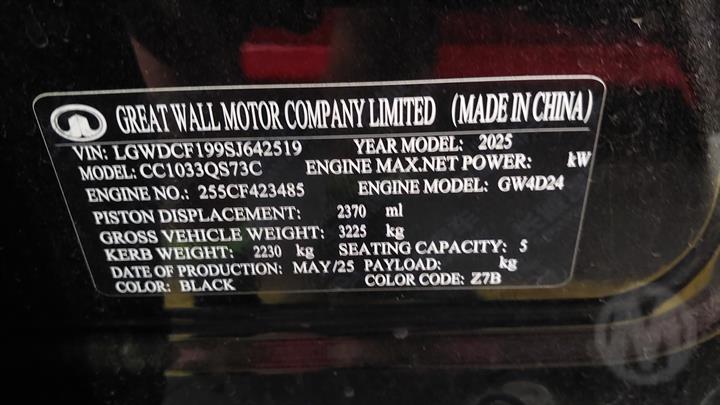 GREAT WALL MOTOR COMPANY LIMITED (MADE IN CHINA)
VIN: LGWDCF199SJ642519 YEAR MODEL: 2025
MODEL: CC1033QS73C ENGINE MAX.NET POWER: kW
ENGINE NO.: 255CF423485 ENGINE MODEL: GW4D24
PISTON DISPLACEMENT: 2370 ml
GROSS VEHICLE WEIGHT: 3225 kg
KERB WEIGHT: 2230 kg SEATING CAPACITY: 5
DATE OF PRODUCTION: MAY/25 PAYLOAD: kg
COLOR: BLACK COLOR CODE: Z7B